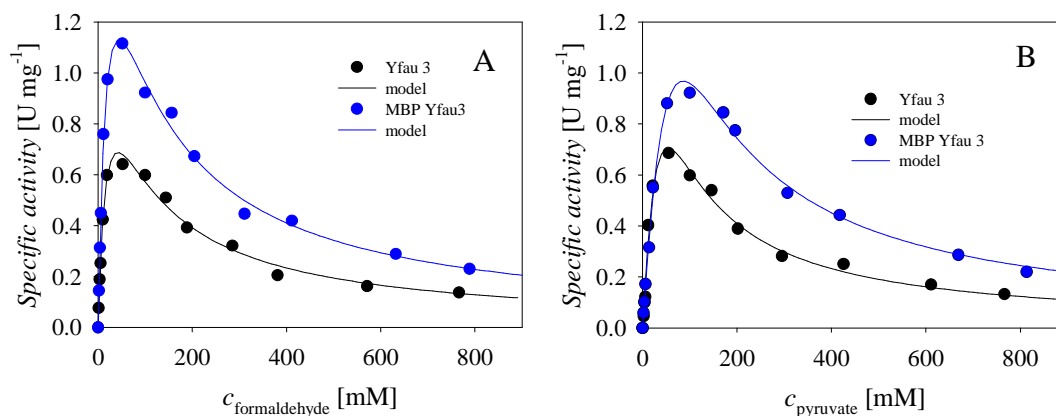 Specific activity [U mg⁻¹]
1.2
1.0
0.8
0.6
0.4
0.2
0.0
A
Yfau 3
model
MBP Yfau3
model
0 200 400 600 800
c formaldehyde [mM]
Specific activity [U mg⁻¹]
1.2
1.0
0.8
0.6
0.4
0.2
0.0
B
Yfau 3
model
MBP Yfau 3
model
0 200 400 600 800
c pyruvate [mM]